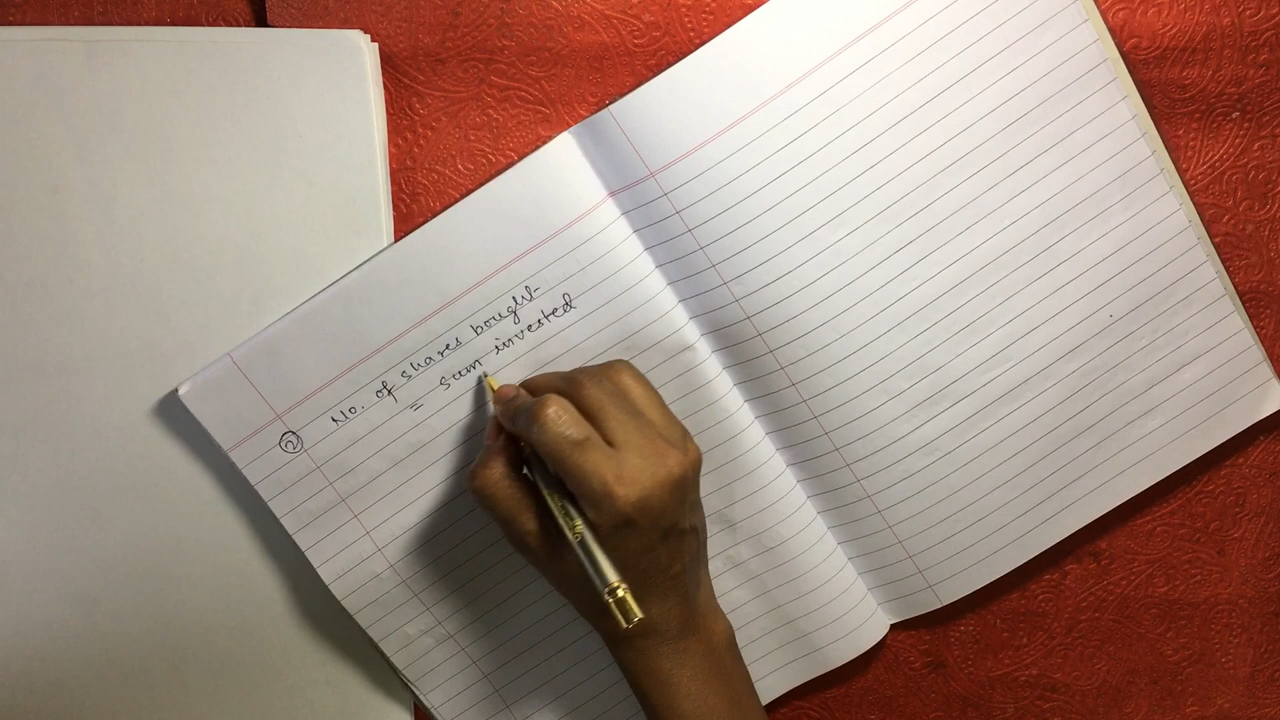 ② No. of shares bought
= sum invested